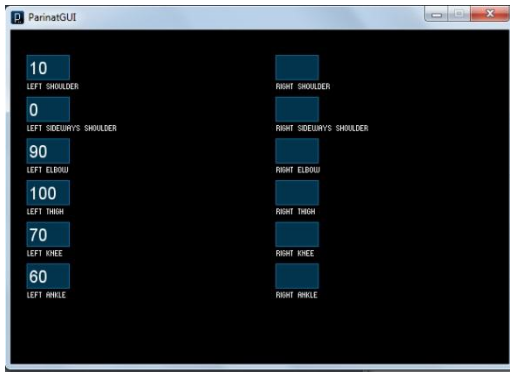 ParinatGUI
10
LEFT SHOULDER
RIGHT SHOULDER
0
LEFT SIDEWAYS SHOULDER
RIGHT SIDEWAYS SHOULDER
90
LEFT ELBOW
RIGHT ELBOW
100
LEFT THIGH
RIGHT THIGH
70
LEFT KNEE
RIGHT KNEE
60
LEFT ANKLE
RIGHT ANKLE